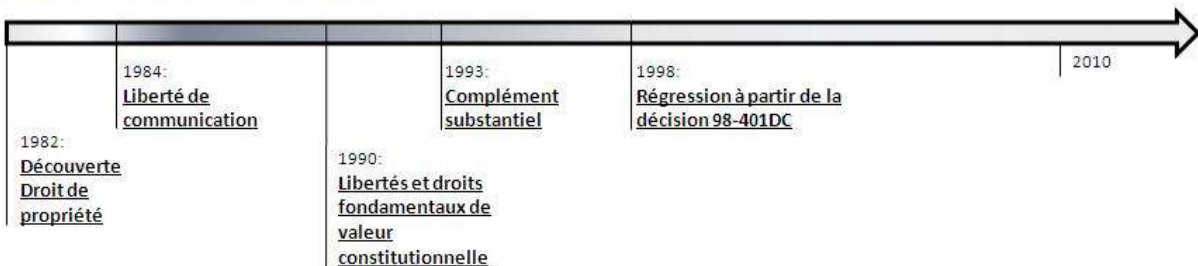 1982:
Découverte
Droit de
propriété
1984:
Liberté de
communication
1990:
Libertés et droits
fondamentaux de
valeur
constitutionnelle
1993:
Complément
substantiel
1998:
Régression à partir de la
décision 98-401DC
2010